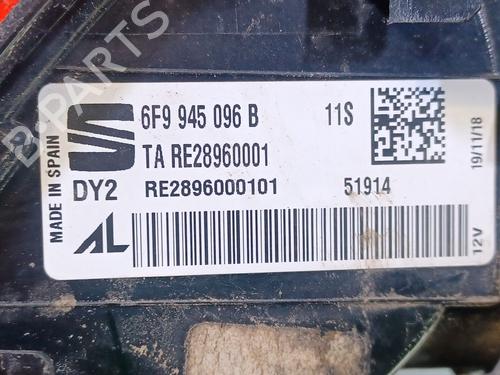 6F9 945 096 B 11S
TA RE28960001
DY2 RE2896000101 51914
AL
MADE IN SPAIN
19/11/18
12V
B-PARTS